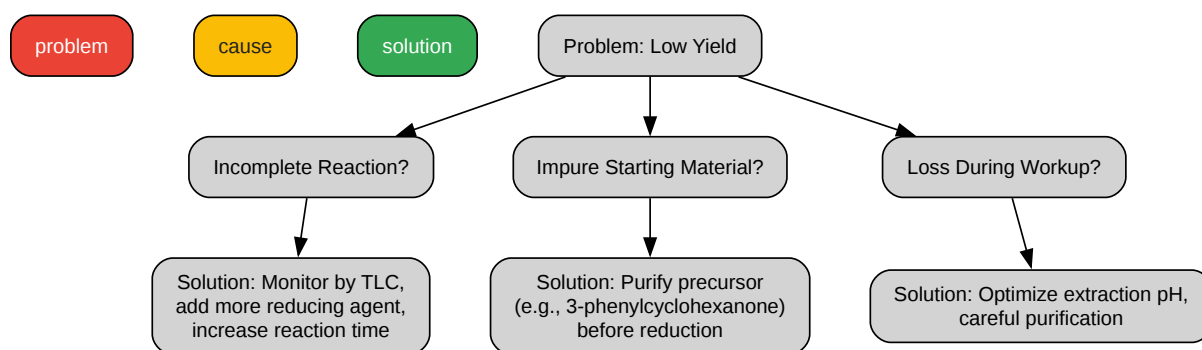 problem
cause
solution
Problem: Low Yield
Incomplete Reaction?
Impure Starting Material?
Loss During Workup?
Solution: Monitor by TLC,
add more reducing agent,
increase reaction time
Solution: Purify precursor
(e.g., 3-phenylcyclohexanone)
before reduction
Solution: Optimize extraction pH,
careful purification